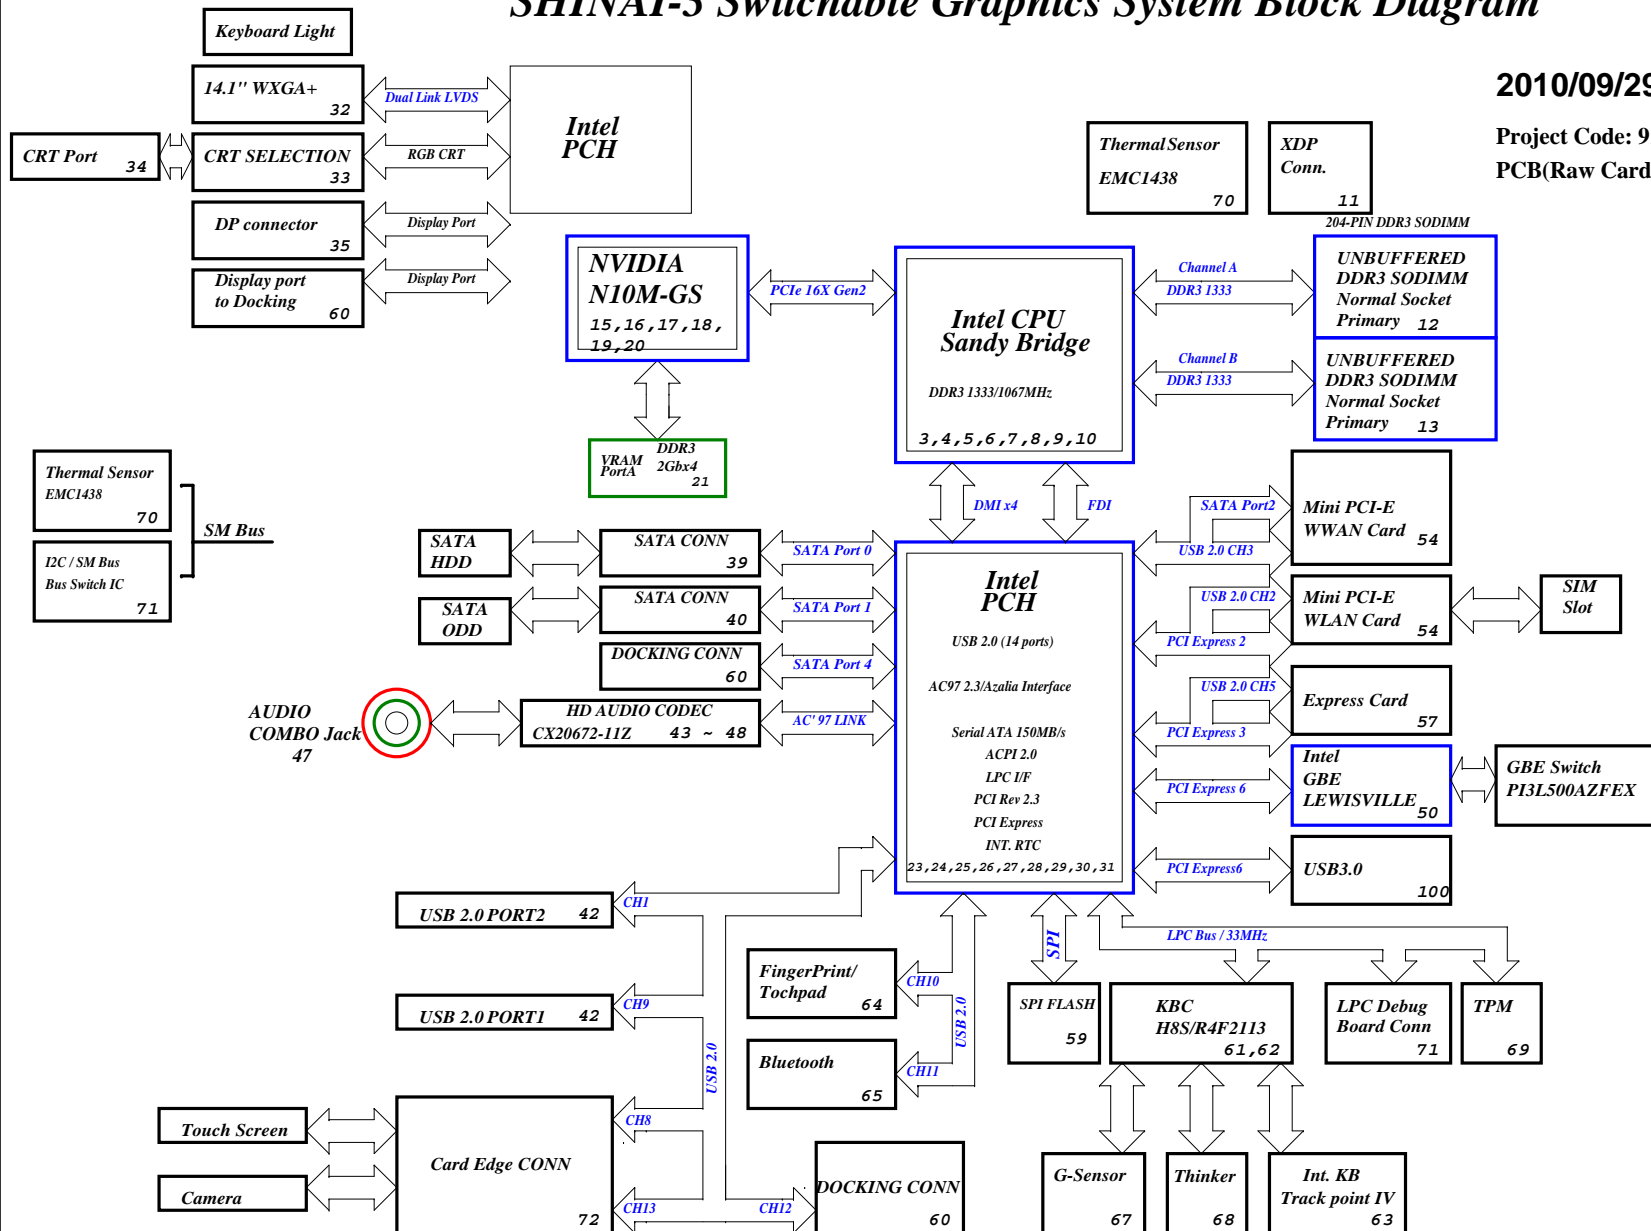 SHINAI-3 Switchable Graphics System Block Diagram
Keyboard Light
14.1" WXGA+
32
Dual Link LVDS
Intel
PCH
2010/09/29
Project Code: 9
PCB(Raw Card
CRT Port
34
CRT SELECTION
33
RGB CRT
Thermal Sensor
EMC1438
70
XDP
Conn.
11
DP connector
35
Display Port
Display port
to Docking
60
Display Port
204-PIN DDR3 SODIMM
NVIDIA
N10M-GS
15,16,17,18,
19,20
PCIe 16X Gen2
Intel CPU
Sandy Bridge
DDR3 1333/1067MHz
3,4,5,6,7,8,9,10
Channel A
DDR3 1333
UNBUFFERED
DDR3 SODIMM
Normal Socket
Primary 12
Channel B
DDR3 1333
UNBUFFERED
DDR3 SODIMM
Normal Socket
Primary 13
VRAM
PortA
DDR3
2Gbx4
21
Thermal Sensor
EMC1438
70
SM Bus
I2C / SM Bus
Bus Switch IC
71
DMI x4
FDI
SATA
HDD
SATA CONN
39
SATA Port 0
SATA
ODD
SATA CONN
40
SATA Port 1
DOCKING CONN
60
SATA Port 4
AUDIO
COMBO Jack
47
HD AUDIO CODEC
CX20672-11Z 43 ~ 48
AC' 97 LINK
Intel
PCH
USB 2.0 (14 ports)
AC97 2.3/Azalia Interface
Serial ATA 150MB/s
ACPI 2.0
LPC I/F
PCI Rev 2.3
PCI Express
INT. RTC
23,24,25,26,27,28,29,30,31
SATA Port2
USB 2.0 CH3
Mini PCI-E
WWAN Card 54
USB 2.0 CH2
PCI Express 2
Mini PCI-E
WLAN Card
54
SIM
Slot
USB 2.0 CH5
PCI Express 3
Express Card
57
PCI Express 6
Intel
GBE
LEWISVILLE
50
GBE Switch
PI3L500AZFEX
PCI Express6
USB3.0
100
USB 2.0 PORT2 42
CH1
USB 2.0 PORT1 42
CH9
USB 2.0
FingerPrint/
Tochpad
64
CH10
USB 2.0
Bluetooth
65
CH11
SPI
LPC Bus / 33MHz
SPI FLASH
59
KBC
H8S/R4F2113
61,62
LPC Debug
Board Conn
71
TPM
69
Touch Screen
Camera
Card Edge CONN
72
CH8
CH13
CH12
DOCKING CONN
60
G-Sensor
67
Thinker
68
Int. KB
Track point IV
63